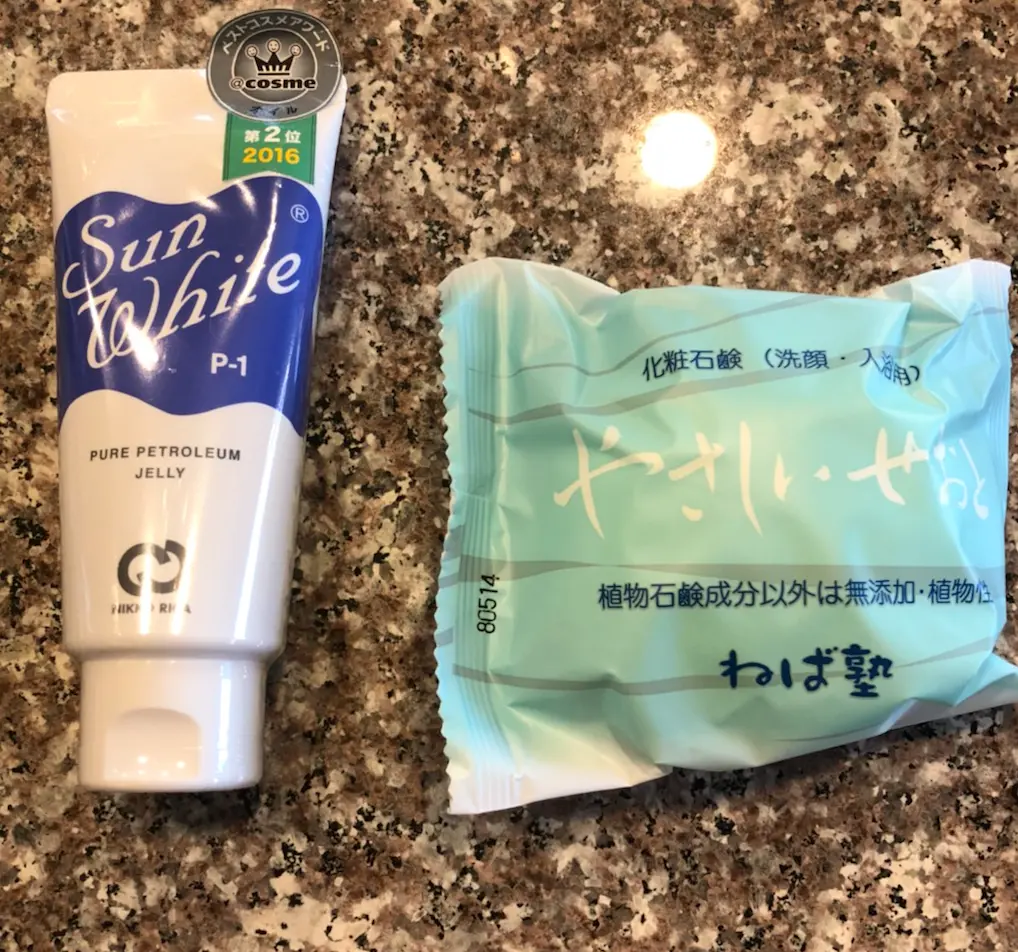 ベストコスメアワード
@cosme
オイル
第2位
2016
Sun
White®
P-1
PURE PETROLEUM
JELLY
NIKKO RICA
化粧石鹸（洗顔・入浴用）
やさしいせっ
植物石鹸成分以外は無添加・植物性
80514
ねば塾